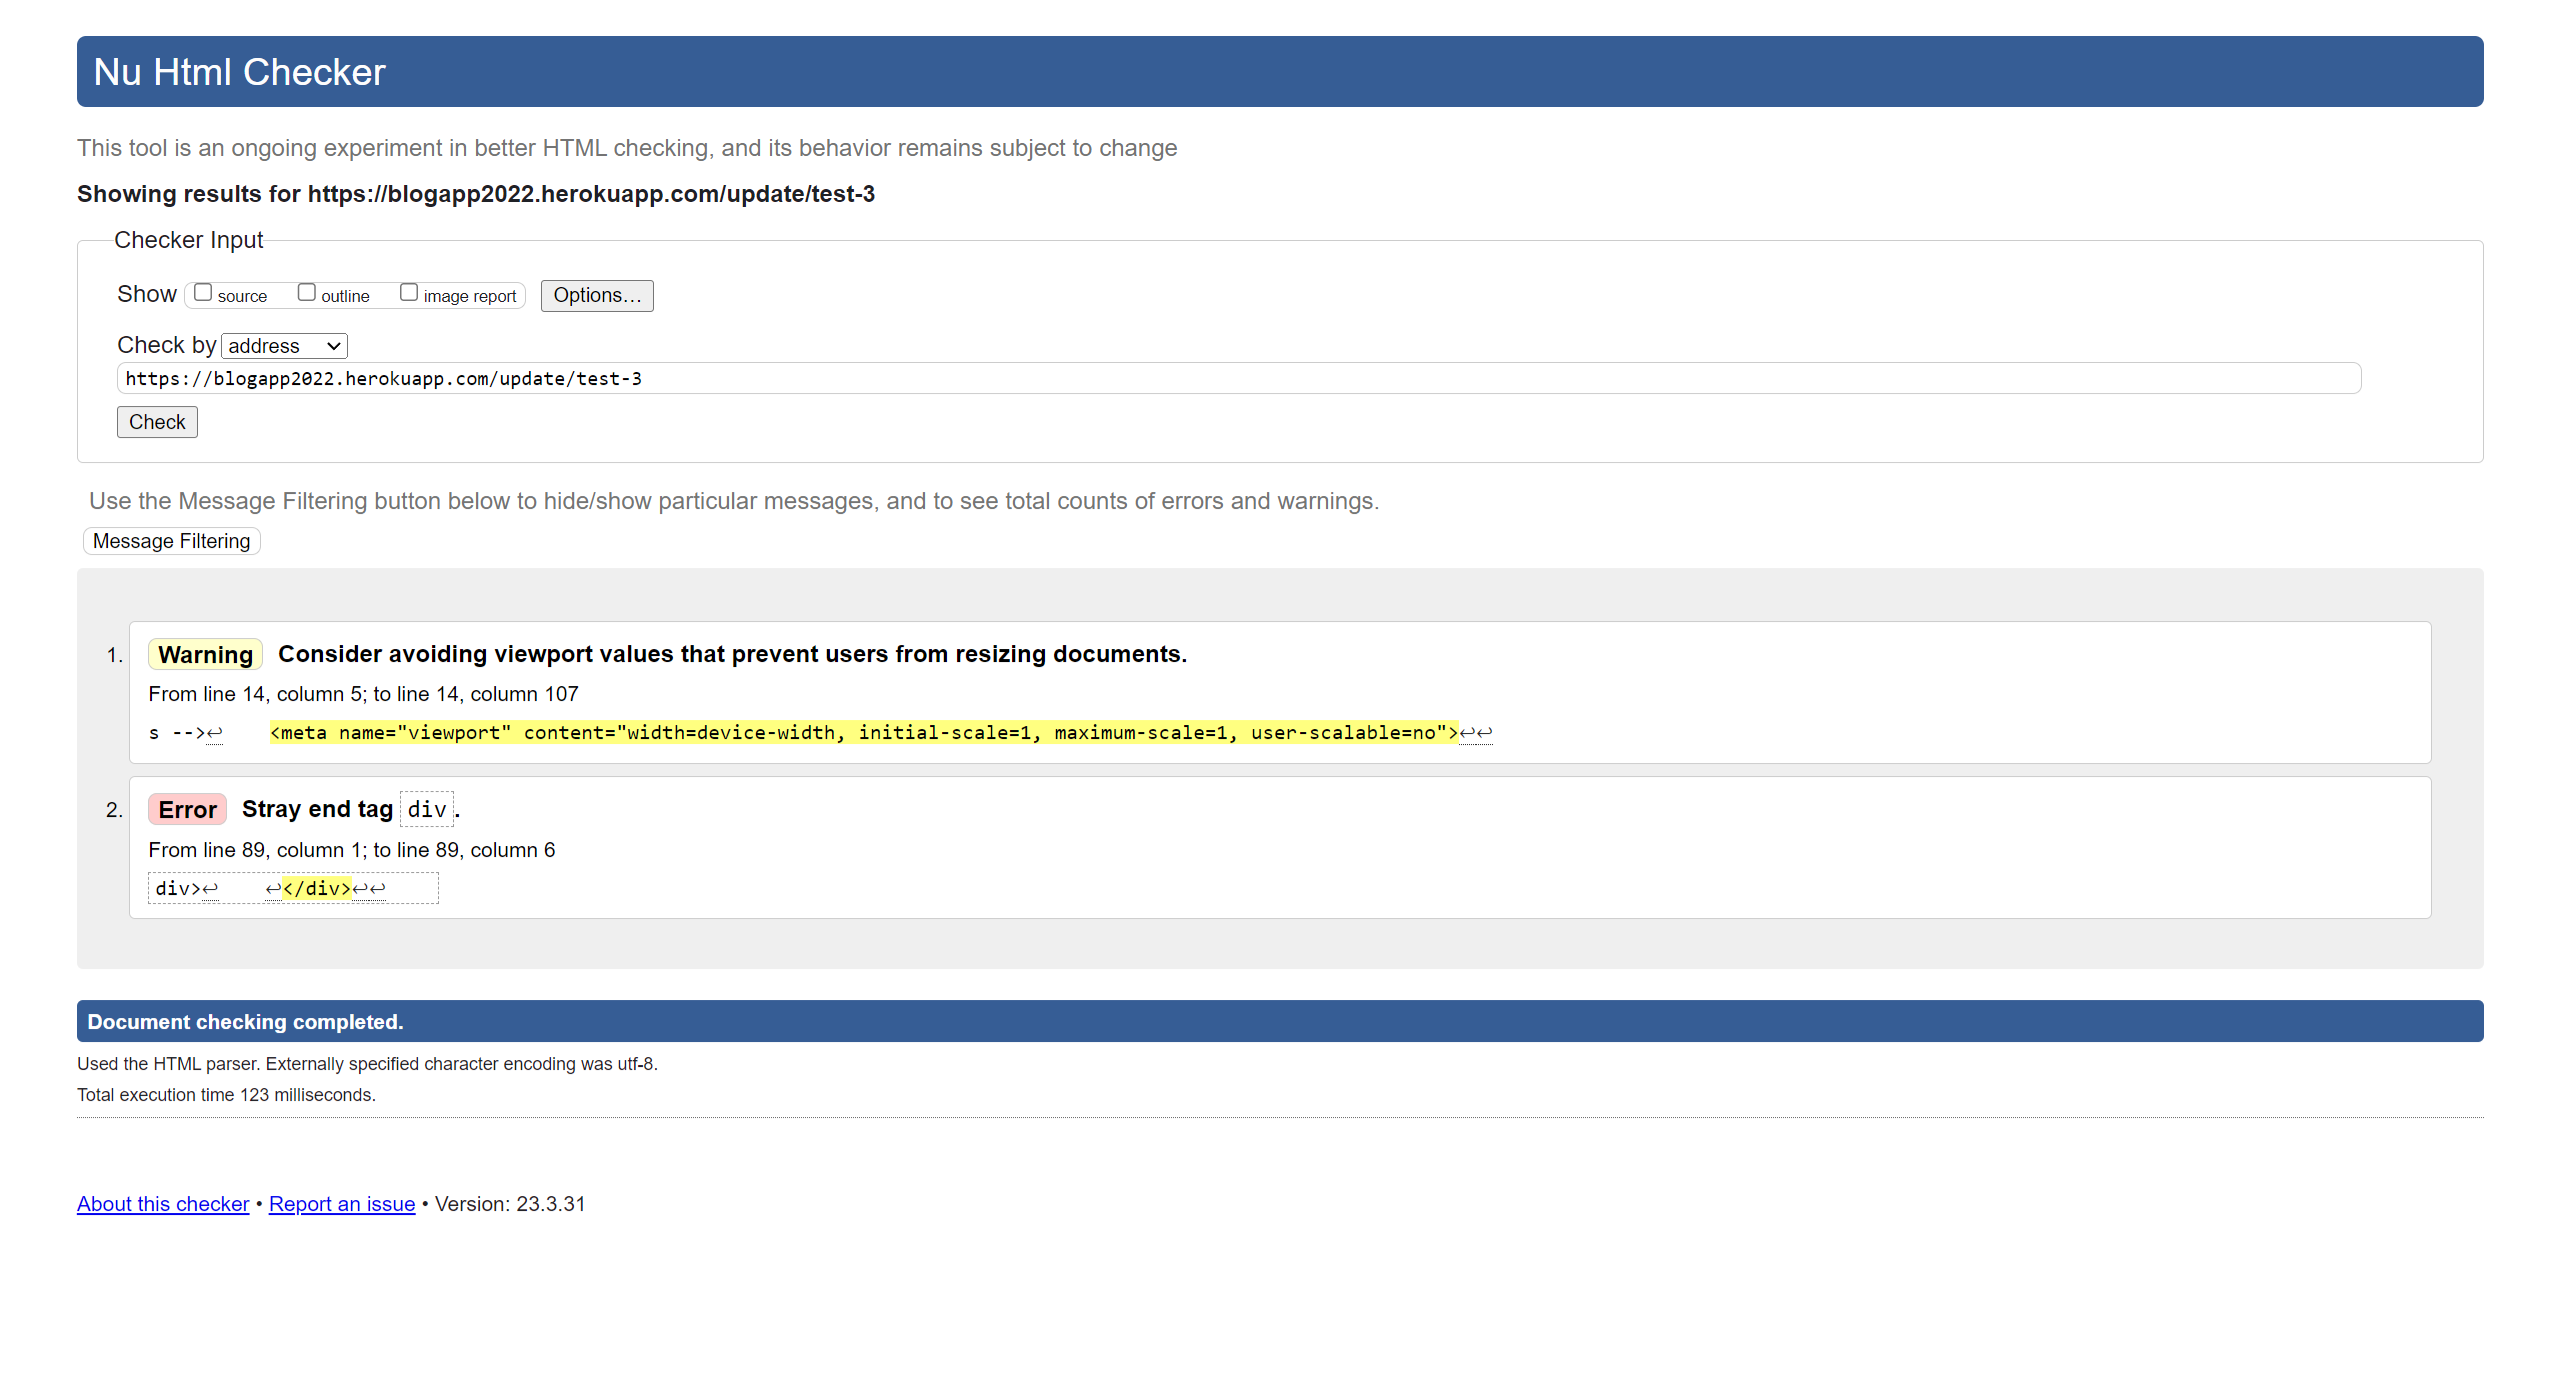 Nu Html Checker
This tool is an ongoing experiment in better HTML checking, and its behavior remains subject to change
Showing results for https://blogapp2022.herokuapp.com/update/test-3
Checker Input
Show source outline image report Options...
Check by address
https://blogapp2022.herokuapp.com/update/test-3
Check
Use the Message Filtering button below to hide/show particular messages, and to see total counts of errors and warnings.
Message Filtering
1. Warning Consider avoiding viewport values that prevent users from resizing documents.
From line 14, column 5; to line 14, column 107
s -->↩ <meta name="viewport" content="width=device-width, initial-scale=1, maximum-scale=1, user-scalable=no">↩↩
2. Error Stray end tag div.
From line 89, column 1; to line 89, column 6
div>↩ ↩</div>↩↩
Document checking completed.
Used the HTML parser. Externally specified character encoding was utf-8.
Total execution time 123 milliseconds.
About this checker • Report an issue • Version: 23.3.31